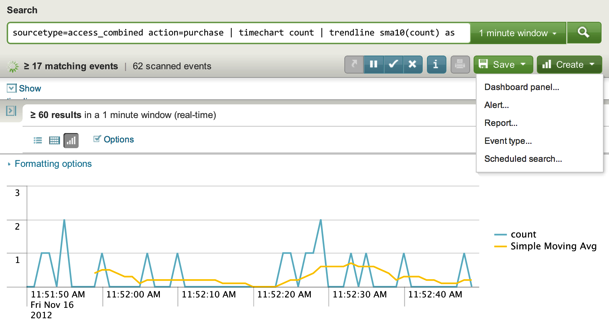 Search
sourcetype=access_combined action=purchase | timechart count | trendline sma10(count) as
1 minute window
≥ 17 matching events | 62 scanned events
Save
Create
Show
Dashboard panel...
Alert...
Report...
Event type...
Scheduled search...
≥ 60 results in a 1 minute window (real-time)
Options
Formatting options
3
2
1
count
Simple Moving Avg
11:51:50 AM
Fri Nov 16
2012
11:52:00 AM
11:52:10 AM
11:52:20 AM
11:52:30 AM
11:52:40 AM